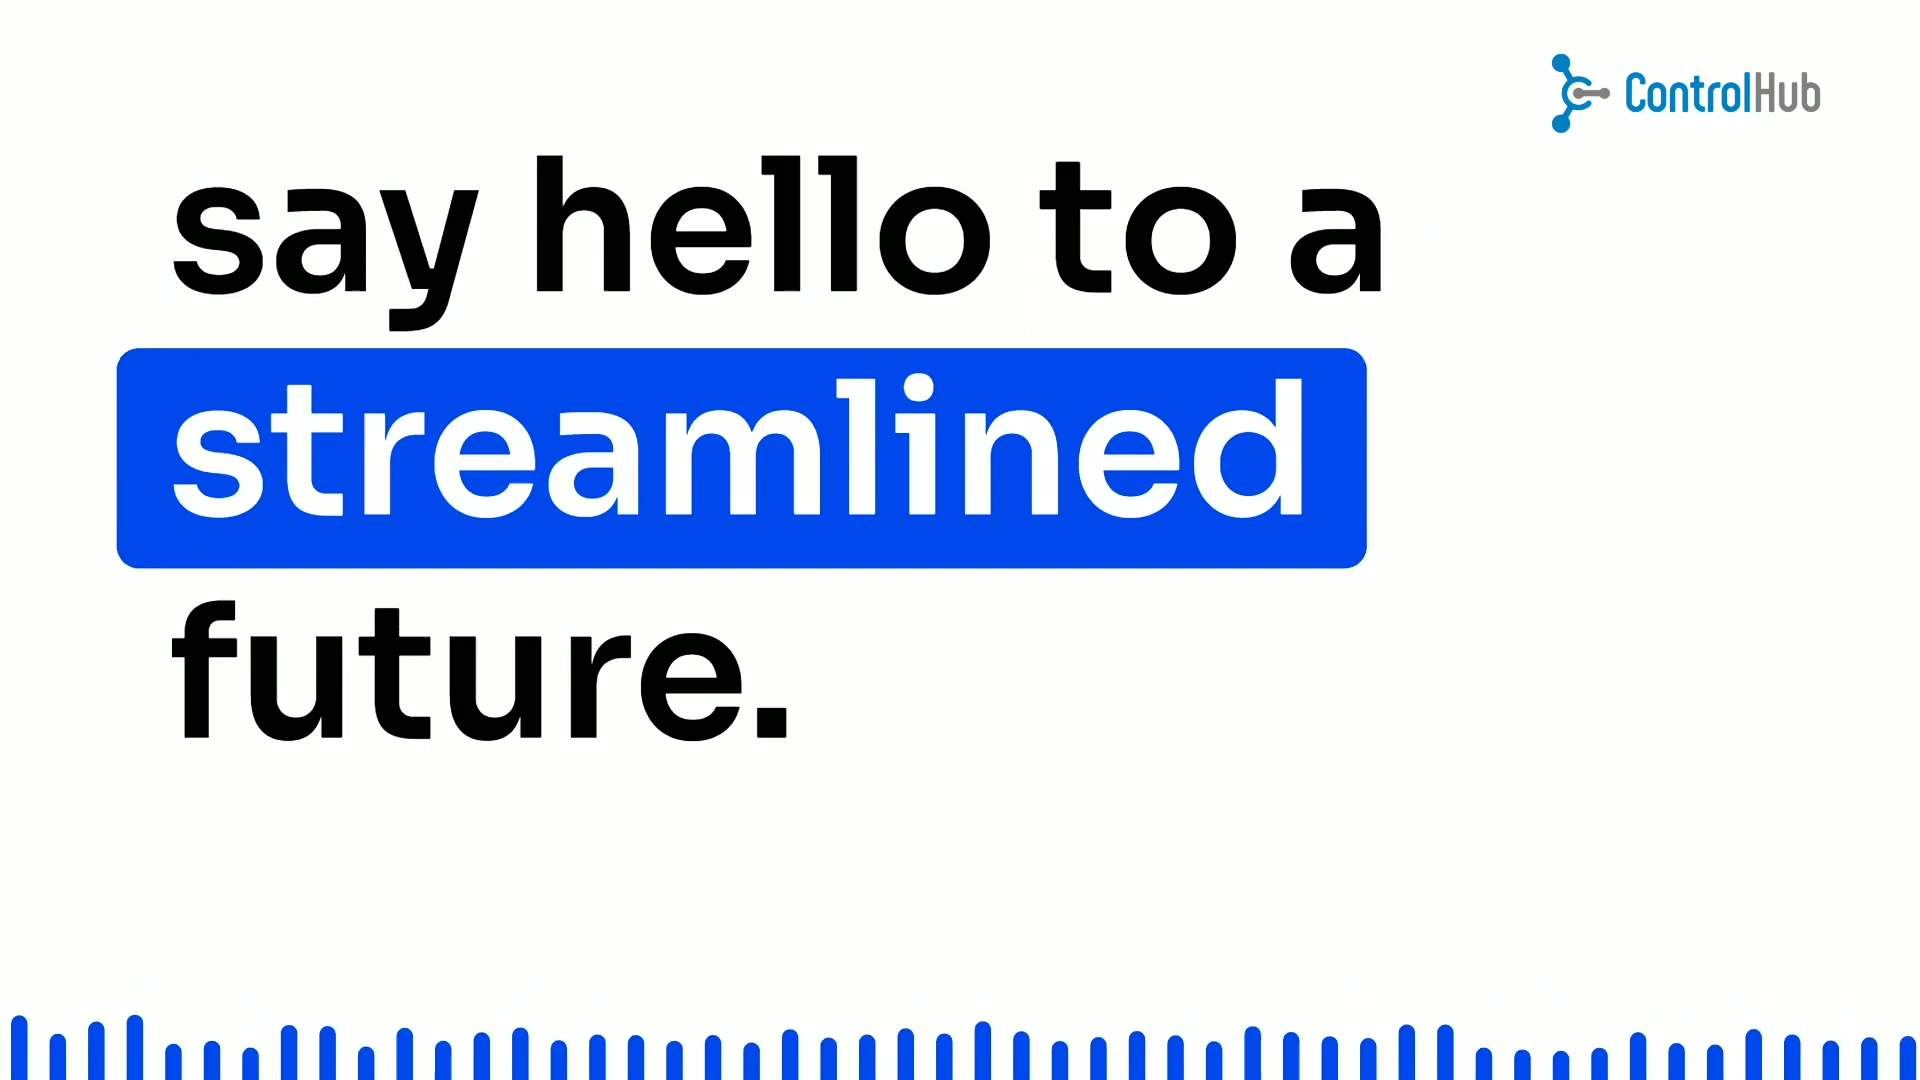 ControlHub
say hello to a
streamlined
future.